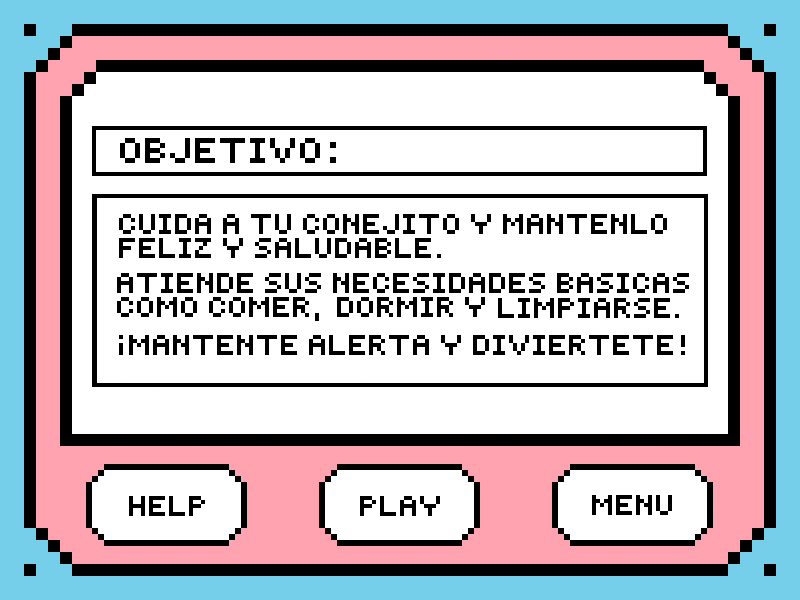 OBJETIVO:
CUIDA A TU CONEJITO Y MANTENLO
FELIZ Y SALUDABLE.
ATIENDE SUS NECESIDADES BASICAS
COMO COMER, DORMIR Y LIMPIARSE.
¡MANTENTE ALERTA Y DIVIERTETE!
HELP
PLAY
MENU